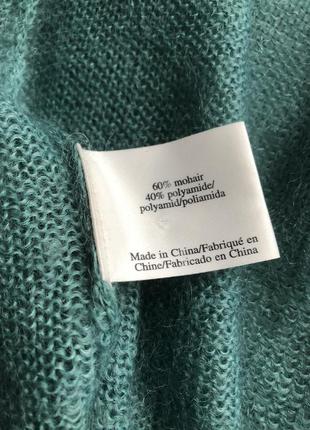 60% mohair
40% polyamide/
polyamid/poliamida
Made in China/Fabriqué en
Chine/Fabricado en China